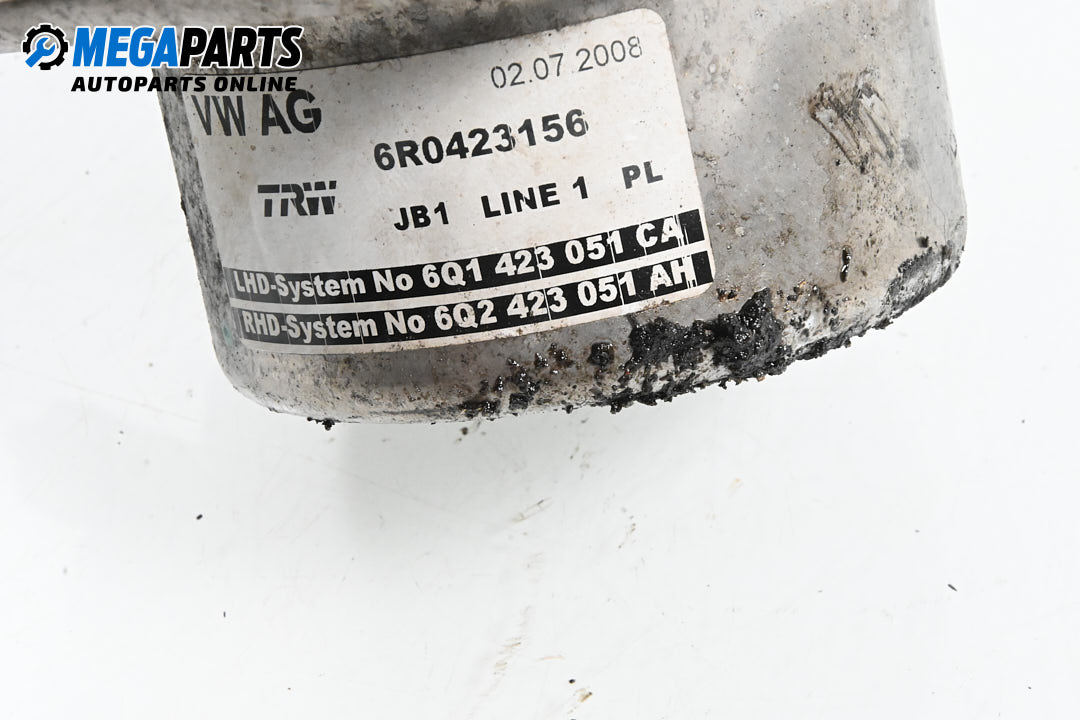 MEGAPARTS
AUTOPARTS ONLINE
02.07.2008
VW AG
6R0423156
TRW
JB1 LINE 1 PL
LHD-System No 6Q1 423 051 CA
RHD-System No 6Q2 423 051 AH